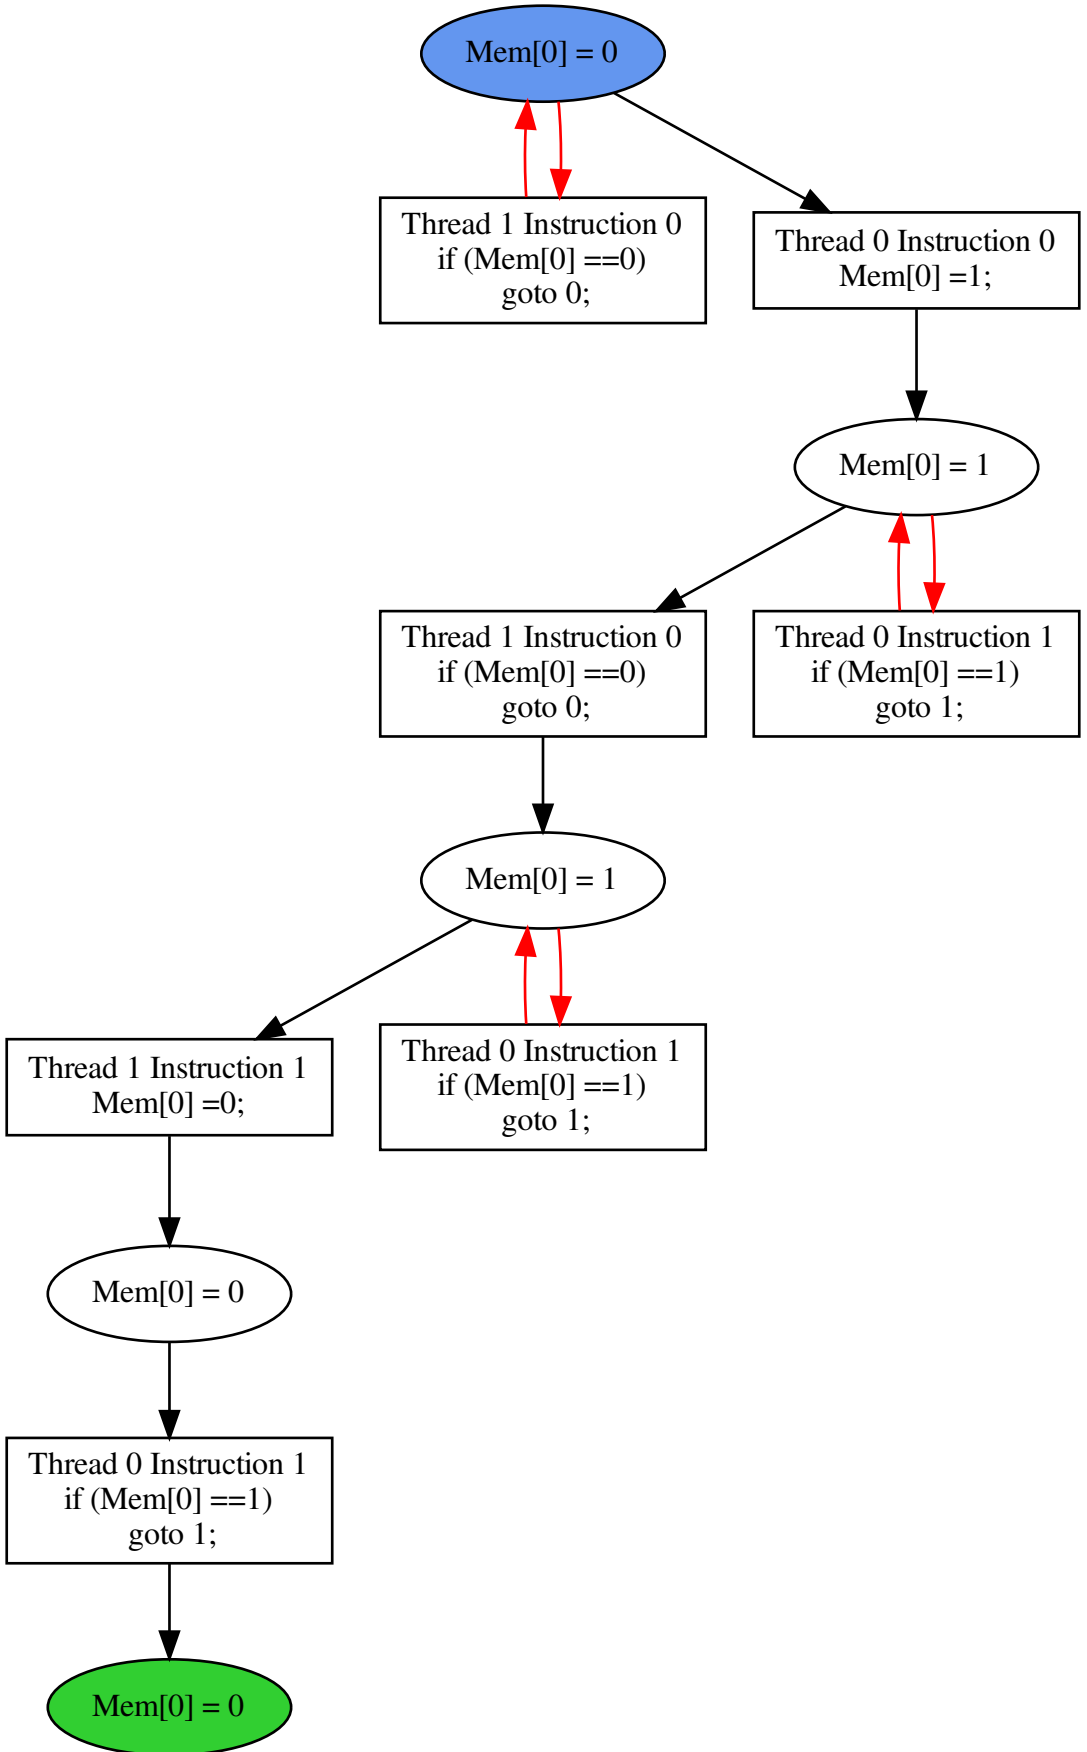 Mem[0] = 0
Thread 1 Instruction 0
if (Mem[0] ==0)
goto 0;
Thread 0 Instruction 0
Mem[0] =1;
Mem[0] = 1
Thread 1 Instruction 0
if (Mem[0] ==0)
goto 0;
Thread 0 Instruction 1
if (Mem[0] ==1)
goto 1;
Mem[0] = 1
Thread 1 Instruction 1
Mem[0] =0;
Thread 0 Instruction 1
if (Mem[0] ==1)
goto 1;
Mem[0] = 0
Thread 0 Instruction 1
if (Mem[0] ==1)
goto 1;
Mem[0] = 0